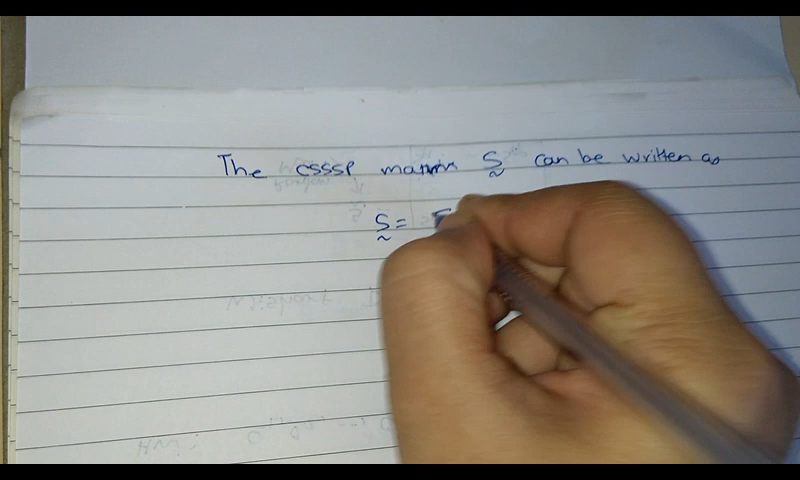 The CSSSP matrix S can be written as
S =